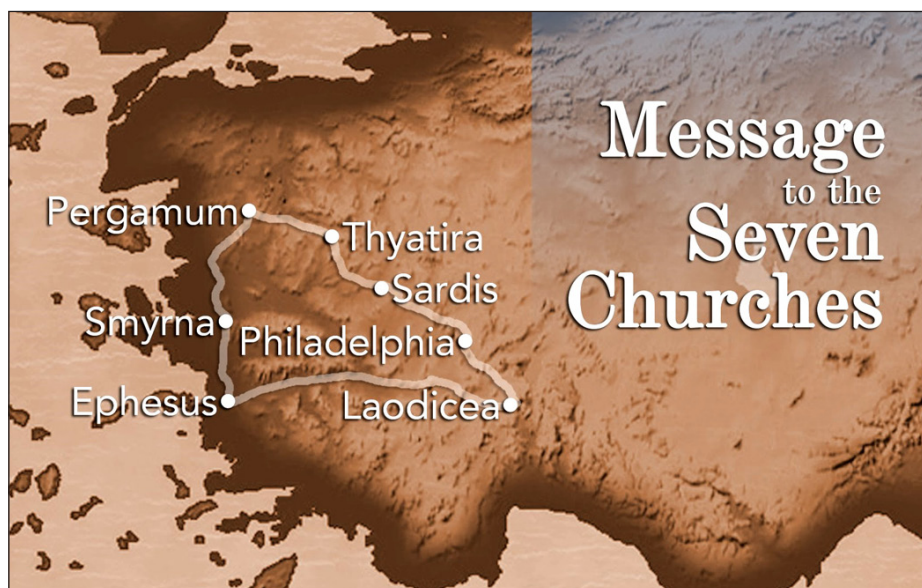 Message
to the
Seven
Churches
Pergamum
Thyatira
Sardis
Smyrna
Philadelphia
Ephesus
Laodicea